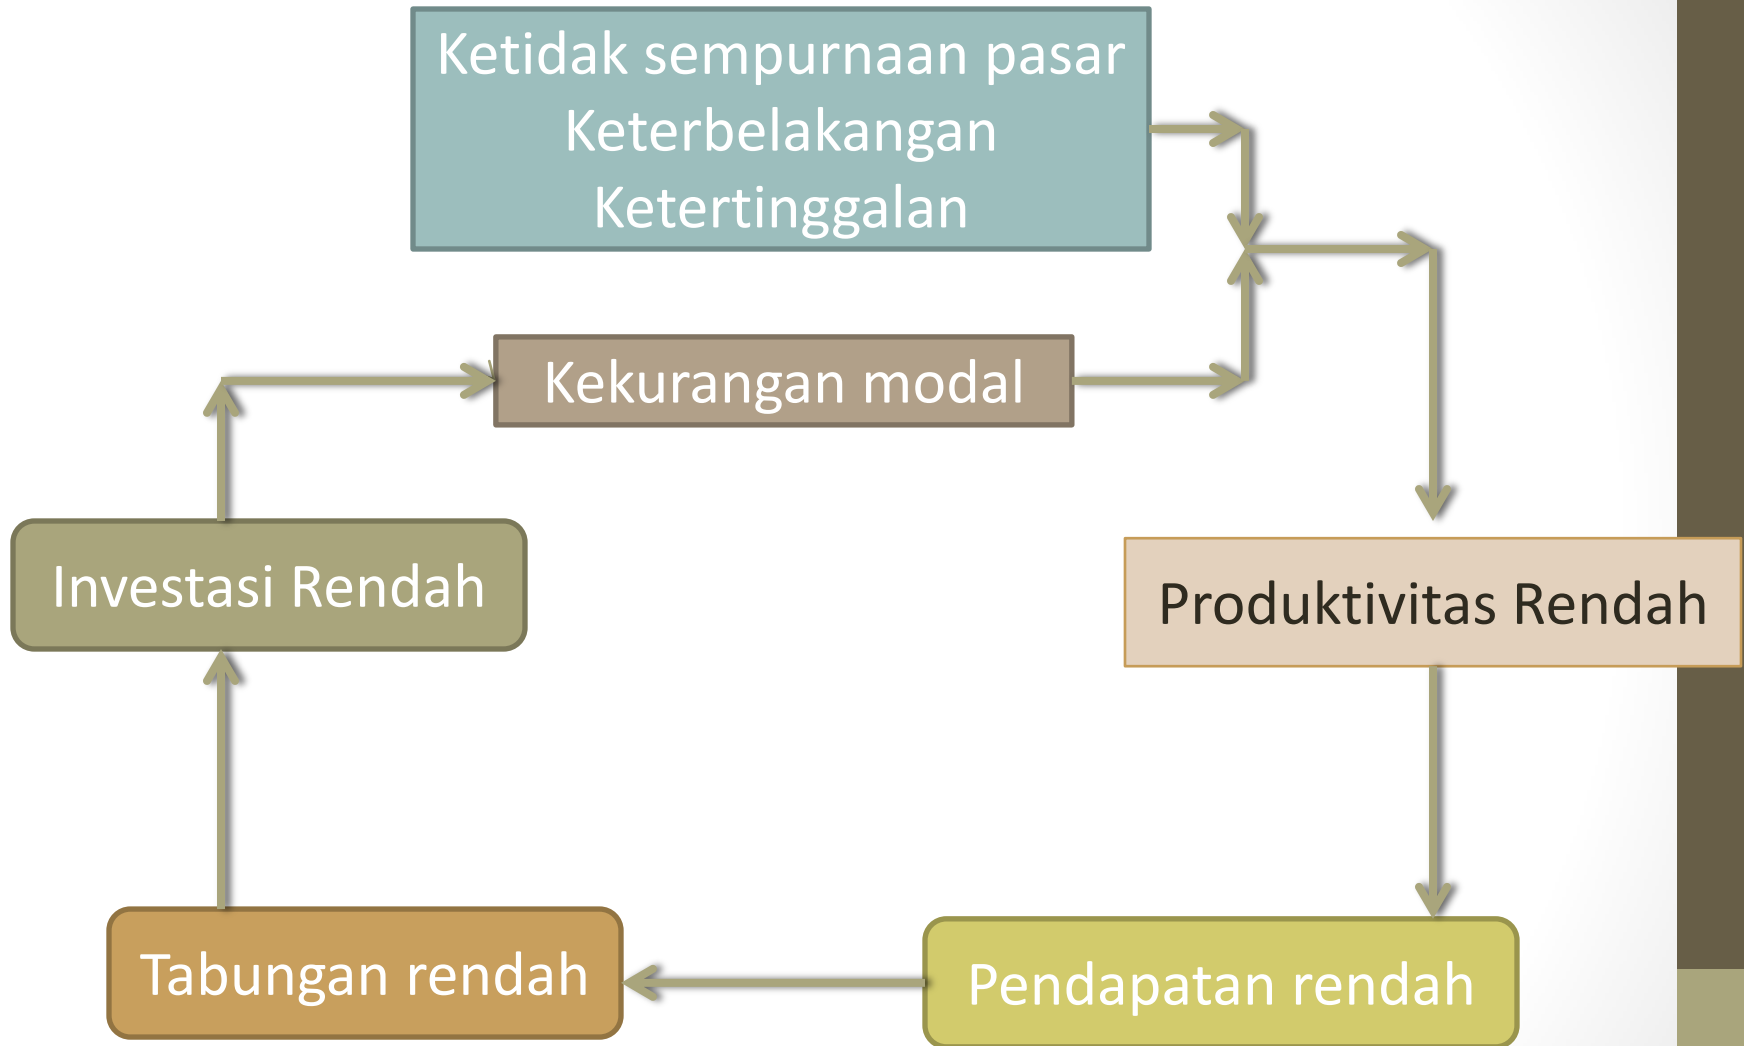 Ketidak sempurnaan pasar
Keterbelakangan
Ketertinggalan
Kekurangan modal
Investasi Rendah
Produktivitas Rendah
Tabungan rendah
Pendapatan rendah